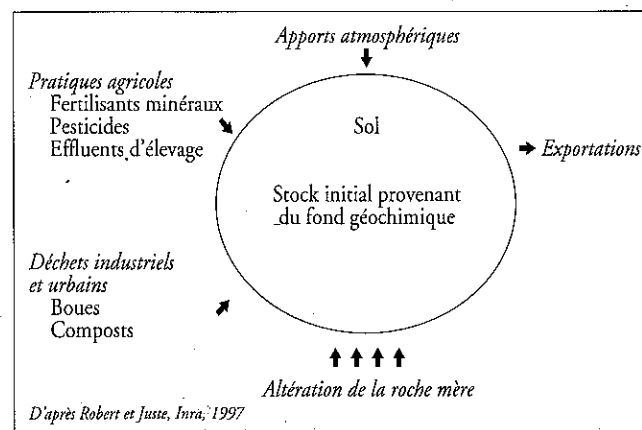 Apports atmosphériques
Pratiques agricoles
Fertilisants minéraux
Pesticides
Effluents d'élevage
Sol
Exportations
Stock initial provenant
du fond géochimique
Déchets industriels
et urbains
Boues
Composts
Altération de la roche mère
D'après Robert et Juste, Inra, 1997